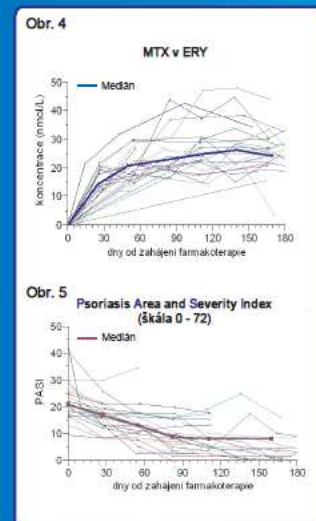 Obr. 4
MTX v ERY
Medián
koncentrace (nmol/L)
50
40
30
20
10
0
0 30 60 90 120 150 180
dny od zahájení farmakoterapie
Obr. 5
Psoriasis Area and Severity Index
(škála 0 - 72)
Medián
PASI
50
40
30
20
10
0
0 30 60 90 120 150 180
dny od zahájení farmakoterapie